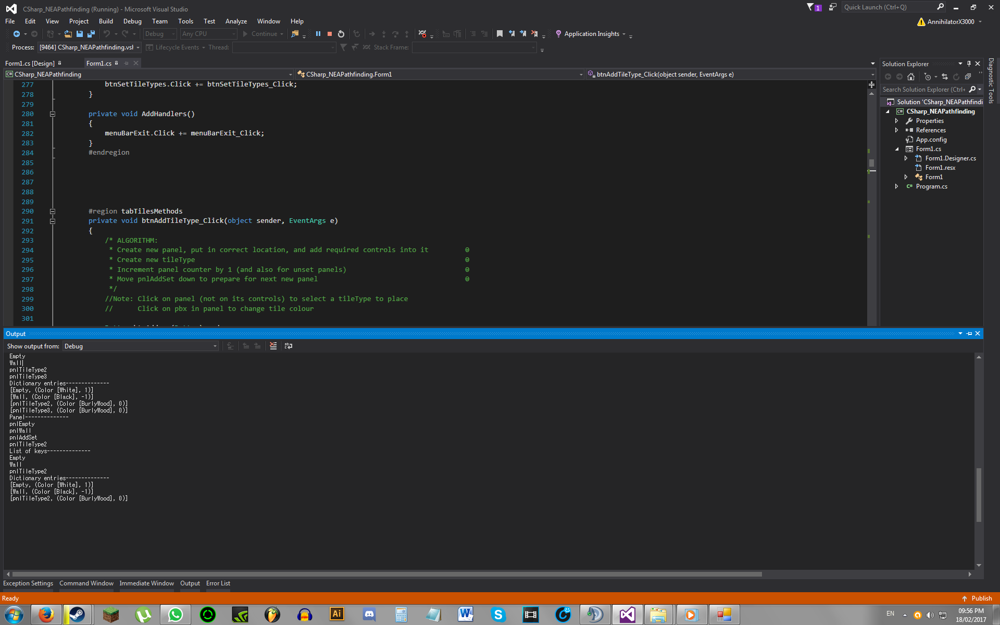 CSharp_NEAPathfinding (Running) - Microsoft Visual Studio
1
Quick Launch (Ctrl+Q)
File Edit View Project Build Debug Team Tools Test Analyze Window Help
AnnihilatorX3000
Debug Any CPU Continue Application Insights
Process: [9464] CSharp_NEAPathfinding.vsl Lifecycle Events Thread: Stack Frame:
Form1.cs [Design] Form1.cs
CSharp_NEAPathfinding CSharp_NEAPathfinding.Form1 btnAddTileType_Click(object sender, EventArgs e)
277 btnSetTileTypes.Click += btnSetTileTypes_Click;
278 }
279
280 private void AddHandlers()
281 {
282 menuBarExit.Click += menuBarExit_Click;
283 }
284 #endregion
285
286
287
288
289
290 #region tabTilesMethods
291 private void btnAddTileType_Click(object sender, EventArgs e)
292 {
293 /* ALGORITHM:
294 * Create new panel, put in correct location, and add required controls into it @
295 * Create new tileType @
296 * Increment panel counter by 1 (and also for unset panels) @
297 * Move pnlAddSet down to prepare for next new panel @
298 */
299 //Note: Click on panel (not on its controls) to select a tileType to place
300 // Click on pbx in panel to change tile colour
301
Solution Explorer
Search Solution Explorer (Ctrl+
Solution 'CSharp_NEAPathfindi
CSharp_NEAPathfinding
Properties
References
App.config
Form1.cs
Form1.Designer.cs
Form1.resx
Form1
Program.cs
Diagnostic Tools
Output
Show output from: Debug
Empty
Wall
pnlTileType2
pnlTileType3
Dictionary entries--------------
[Empty, (Color [White], 1)]
[Wall, (Color [Black], -1)]
[pnlTileType2, (Color [BurlyWood], 0)]
[pnlTileType3, (Color [BurlyWood], 0)]
Panel--------------
pnlEmpty
pnlWall
pnlAddSet
pnlTileType2
List of keys--------------
Empty
Wall
pnlTileType2
Dictionary entries--------------
[Empty, (Color [White], 1)]
[Wall, (Color [Black], -1)]
[pnlTileType2, (Color [BurlyWood], 0)]
Exception Settings Command Window Immediate Window Output Error List
Ready
Publish
Ai
EN
09:56 PM
18/02/2017